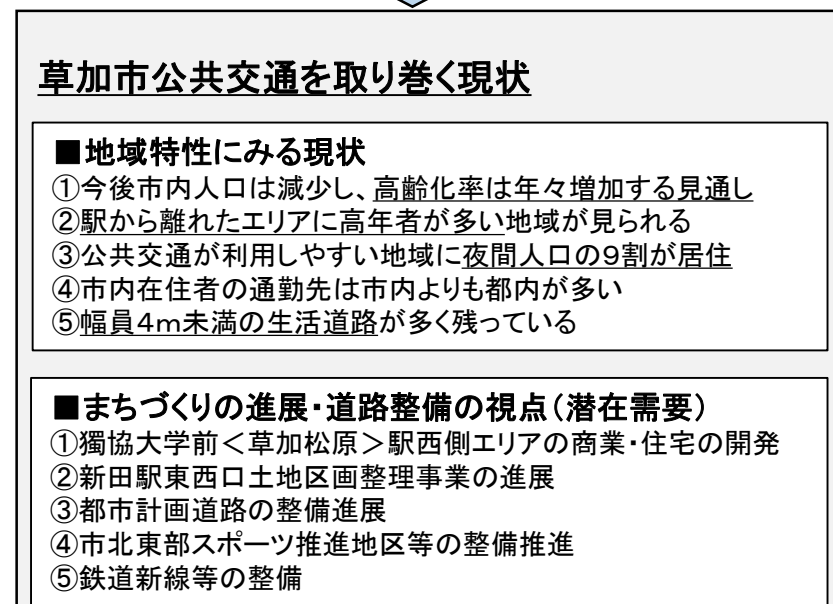 草加市公共交通を取り巻く現状
■地域特性にみる現状
①今後市内人口は減少し、高齢化率は年々増加する見通し
②駅から離れたエリアに高年者が多い地域が見られる
③公共交通が利用しやすい地域に夜間人口の9割が居住
④市内在住者の通勤先は市内よりも都内が多い
⑤幅員4m未満の生活道路が多く残っている
■まちづくりの進展・道路整備の視点(潜在需要)
①獨協大学前<草加松原>駅西側エリアの商業・住宅の開発
②新田駅東西口土地区画整理事業の進展
③都市計画道路の整備進展
④市北東部スポーツ推進地区等の整備推進
⑤鉄道新線等の整備